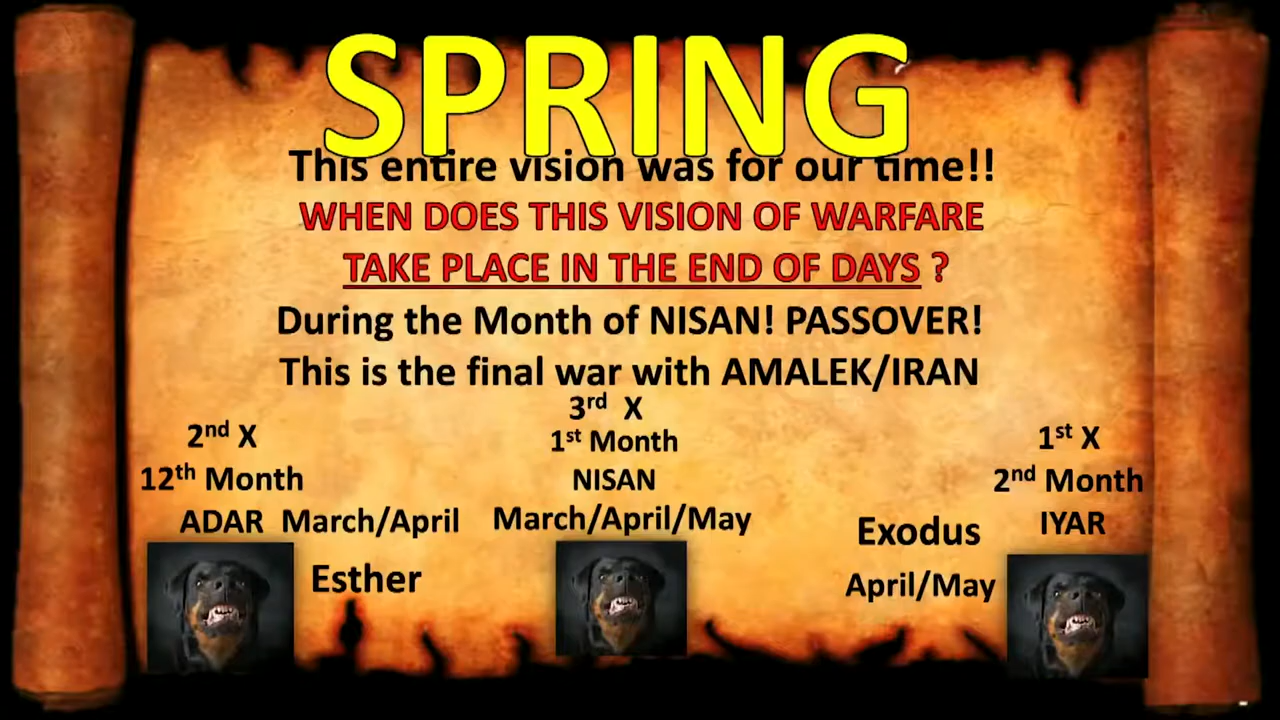 SPRING
This entire vision was for our time!!
WHEN DOES THIS VISION OF WARFARE
TAKE PLACE IN THE END OF DAYS ?
During the Month of NISAN! PASSOVER!
This is the final war with AMALEK/IRAN
2nd X
12th Month
ADAR March/April
Esther
3rd X
1st Month
NISAN
March/April/May
1st X
2nd Month
IYAR
Exodus
April/May